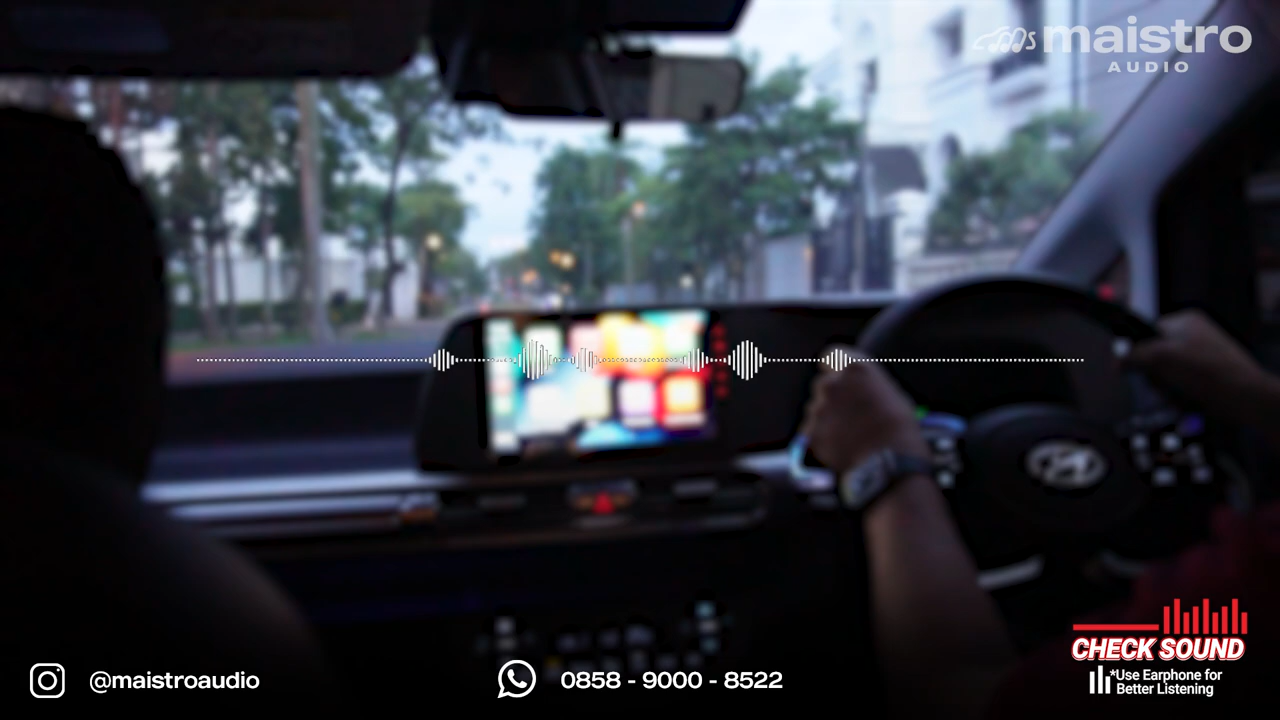 maistro
AUDIO
CHECK SOUND
*Use Earphone for
Better Listening
@maistroaudio
0858 - 9000 - 8522